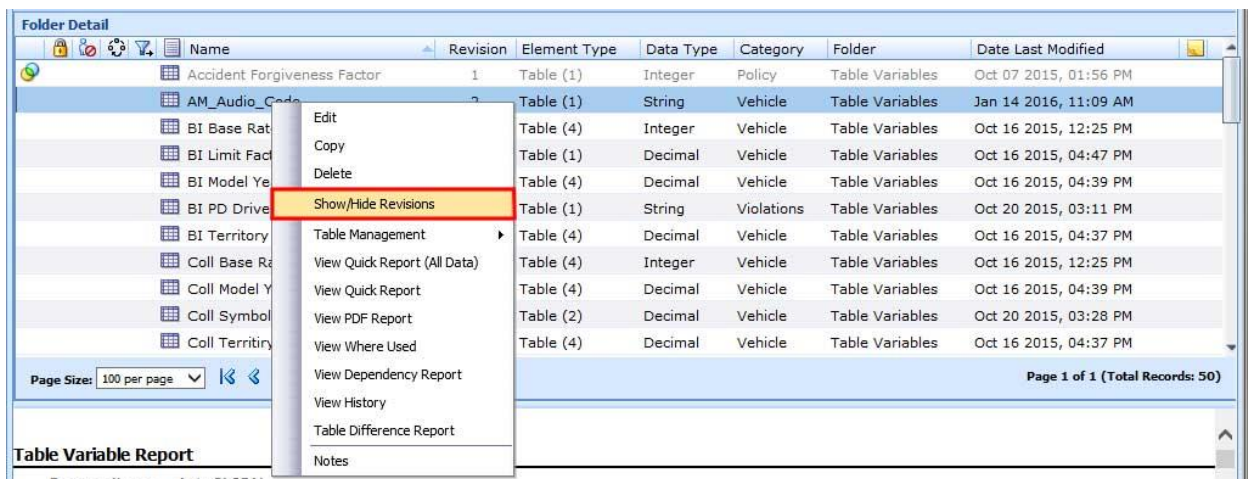 Folder Detail
Name Revision Element Type Data Type Category Folder Date Last Modified
Accident Forgiveness Factor 1 Table (1) Integer Policy Table Variables Oct 07 2015, 01:56 PM
AM_Audio_Code 2 Table (1) String Vehicle Table Variables Jan 14 2016, 11:09 AM
BI Base Rat Table (4) Integer Vehicle Table Variables Oct 16 2015, 12:25 PM
BI Limit Fact Table (1) Decimal Vehicle Table Variables Oct 16 2015, 04:47 PM
BI Model Ye Table (4) Decimal Vehicle Table Variables Oct 16 2015, 04:39 PM
BI PD Drive Table (1) String Violations Table Variables Oct 20 2015, 03:11 PM
BI Territory Table (4) Decimal Vehicle Table Variables Oct 16 2015, 04:37 PM
Coll Base Ra Table (4) Integer Vehicle Table Variables Oct 16 2015, 12:25 PM
Coll Model Y Table (4) Decimal Vehicle Table Variables Oct 16 2015, 04:39 PM
Coll Symbol Table (2) Decimal Vehicle Table Variables Oct 20 2015, 03:28 PM
Coll Territiry Table (4) Decimal Vehicle Table Variables Oct 16 2015, 04:37 PM
Edit
Copy
Delete
Show/Hide Revisions
Table Management
View Quick Report (All Data)
View Quick Report
View PDF Report
View Where Used
View Dependency Report
View History
Table Difference Report
Notes
Page Size: 100 per page
Page 1 of 1 (Total Records: 50)
Table Variable Report